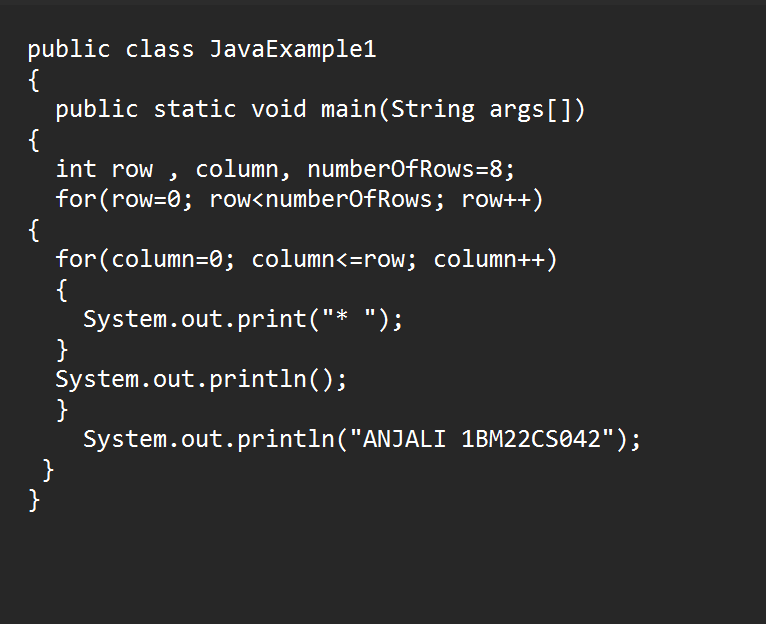 public class JavaExample1
{
  public static void main(String args[])
{
  int row , column, numberOfRows=8;
  for(row=0; row<numberOfRows; row++)
{
  for(column=0; column<=row; column++)
  {
    System.out.print("* ");
  }
  System.out.println();
  }
    System.out.println("ANJALI 1BM22CS042");
 }
}